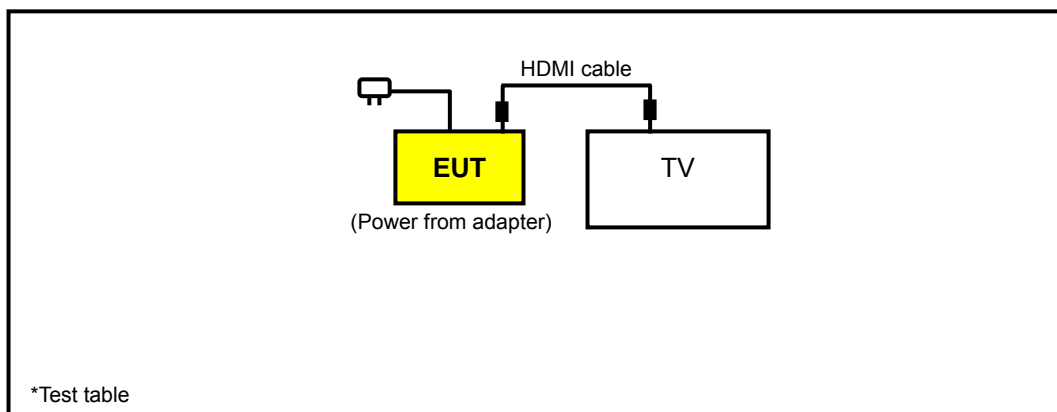 HDMI cable
EUT
TV
(Power from adapter)
*Test table